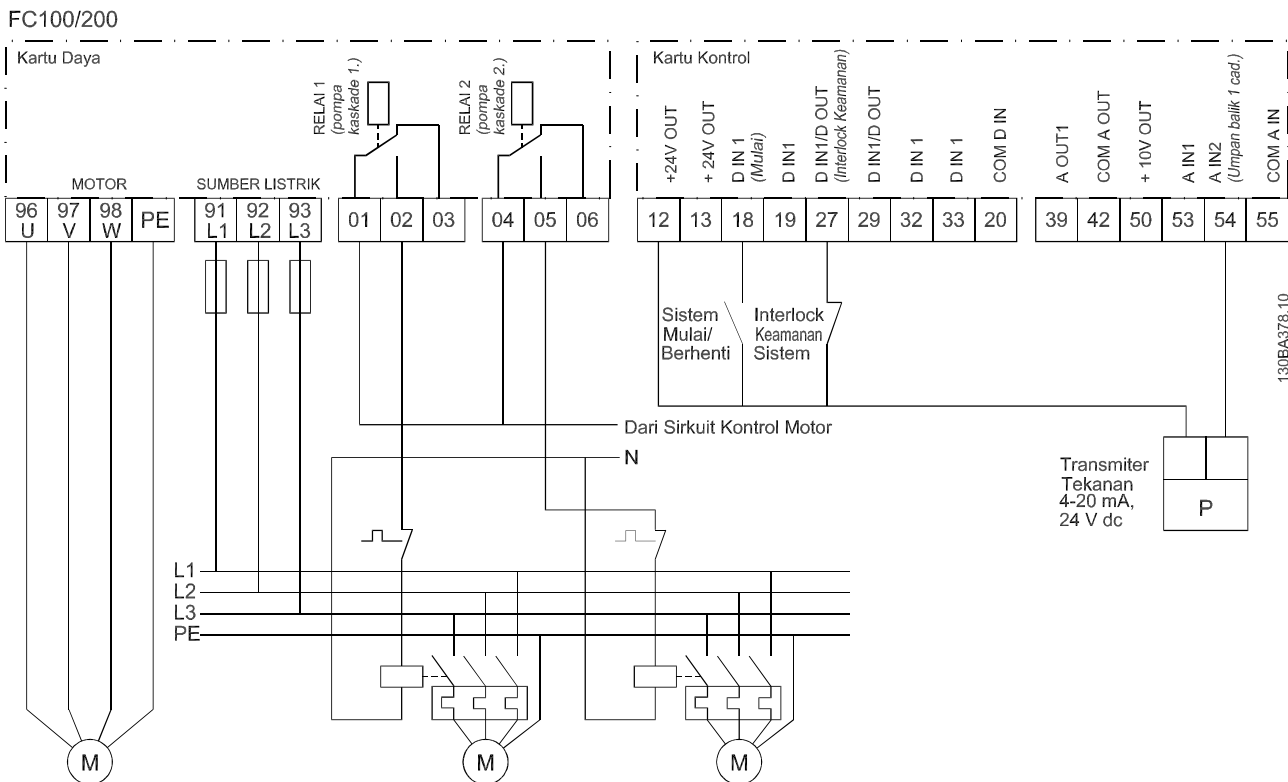 FC100/200
Kartu Daya
RELAI 1
(pompa
kaskade 1.)
RELAI 2
(pompa
kaskade 2.)
MOTOR
SUMBER LISTRIK
96
U
97
V
98
W
PE
91
L1
92
L2
93
L3
01
02
03
04
05
06
Kartu Kontrol
+24V OUT
+ 24V OUT
D IN 1
(Mulai)
D IN1
D IN1/D OUT
(Interlock Keamanan)
D IN1/D OUT
D IN 1
D IN 1
COM D IN
A OUT1
COM A OUT
+ 10V OUT
A IN1
A IN2
(Umpan balik 1 cad.)
COM A IN
12
13
18
19
27
29
32
33
20
39
42
50
53
54
55
Sistem
Mulai/
Berhenti
Interlock
Keamanan
Sistem
130BA378.10
Dari Sirkuit Kontrol Motor
N
Transmiter
Tekanan
4-20 mA,
24 V dc
P
L1
L2
L3
PE
M
M
M